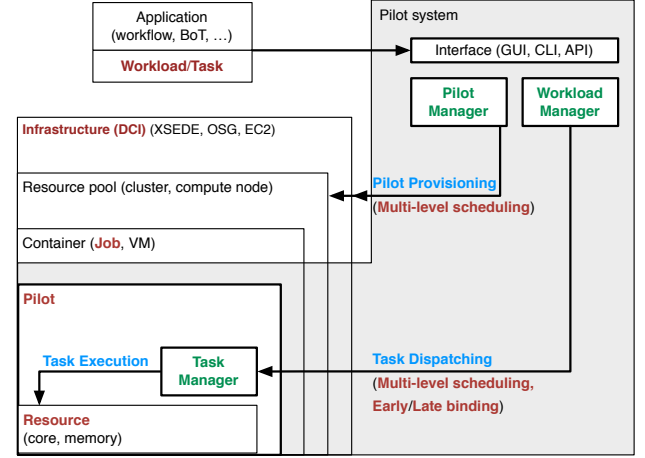 Application
(workflow, BoT, …)
Workload/Task
Pilot system
Interface (GUI, CLI, API)
Pilot
Manager
Workload
Manager
Infrastructure (DCI) (XSEDE, OSG, EC2)
Resource pool (cluster, compute node)
Pilot Provisioning
(Multi-level scheduling)
Container (Job, VM)
Pilot
Task Execution
Task
Manager
Task Dispatching
(Multi-level scheduling,
Early/Late binding)
Resource
(core, memory)